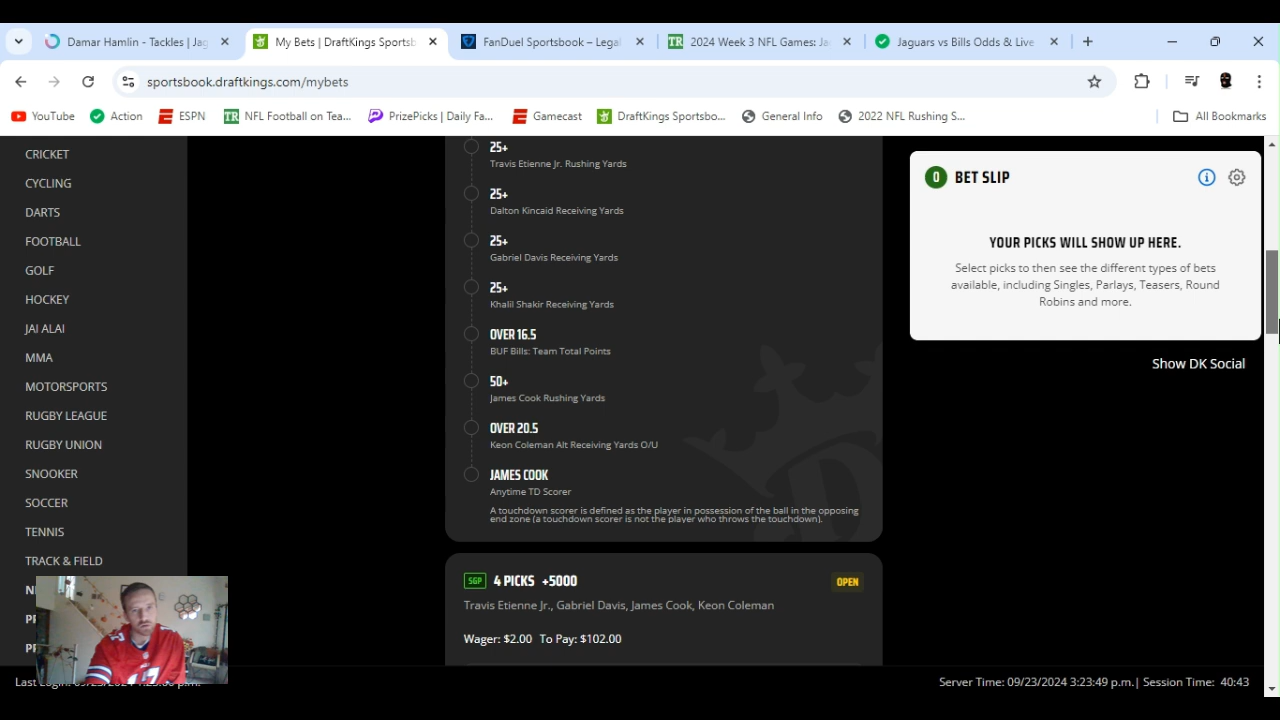 Damar Hamlin - Tackles | Jag
My Bets | DraftKings Sportsb
FanDuel Sportsbook – Legal
2024 Week 3 NFL Games: Ja
Jaguars vs Bills Odds & Live
sportsbook.draftkings.com/mybets
YouTube
Action
ESPN
NFL Football on Tea...
PrizePicks | Daily Fa...
Gamecast
DraftKings Sportsbo...
General Info
2022 NFL Rushing S...
All Bookmarks
CRICKET
CYCLING
DARTS
FOOTBALL
GOLF
HOCKEY
JAI ALAI
MMA
MOTORSPORTS
RUGBY LEAGUE
RUGBY UNION
SNOOKER
SOCCER
TENNIS
TRACK & FIELD
25+
Travis Etienne Jr. Rushing Yards
25+
Dalton Kincaid Receiving Yards
25+
Gabriel Davis Receiving Yards
25+
Khalil Shakir Receiving Yards
OVER 16.5
BUF Bills: Team Total Points
50+
James Cook Rushing Yards
OVER 20.5
Keon Coleman Alt Receiving Yards O/U
JAMES COOK
Anytime TD Scorer
A touchdown scorer is defined as the player in possession of the ball in the opposing
end zone (a touchdown scorer is not the player who throws the touchdown).
SGP 4 PICKS +5000
OPEN
Travis Etienne Jr., Gabriel Davis, James Cook, Keon Coleman
Wager: $2.00 To Pay: $102.00
0 BET SLIP
YOUR PICKS WILL SHOW UP HERE.
Select picks to then see the different types of bets
available, including Singles, Parlays, Teasers, Round
Robins and more.
Show DK Social
Server Time: 09/23/2024 3:23:49 p.m.| Session Time: 40:43